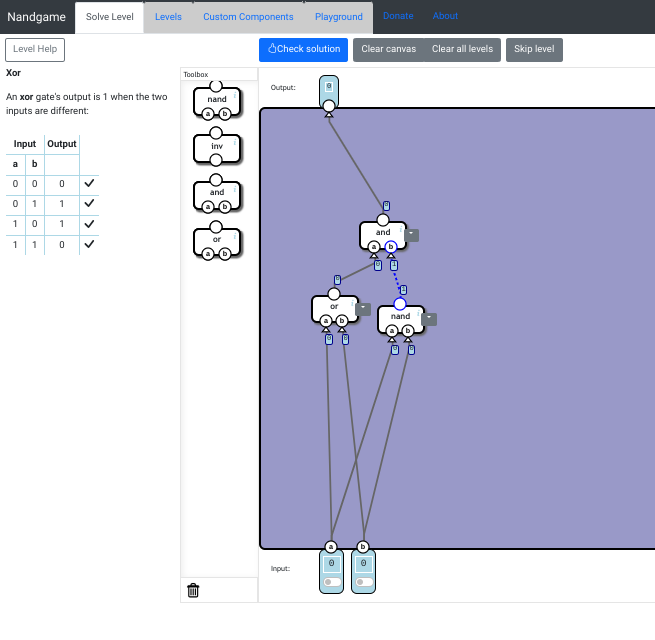 Nandgame
Solve Level
Levels
Custom Components
Playground
Donate
About
Level Help
Check solution
Clear canvas
Clear all levels
Skip level
Xor
An xor gate's output is 1 when the two
inputs are different:
Input Output
a b
0 0 0
0 1 1
1 0 1
1 1 0
Toolbox
nand
a b
inv
and
a b
or
a b
Output:
0
0
and
a b
0 1
0 1
or
a b
nand
a b
0 0
0 0
a b
Input:
0 0